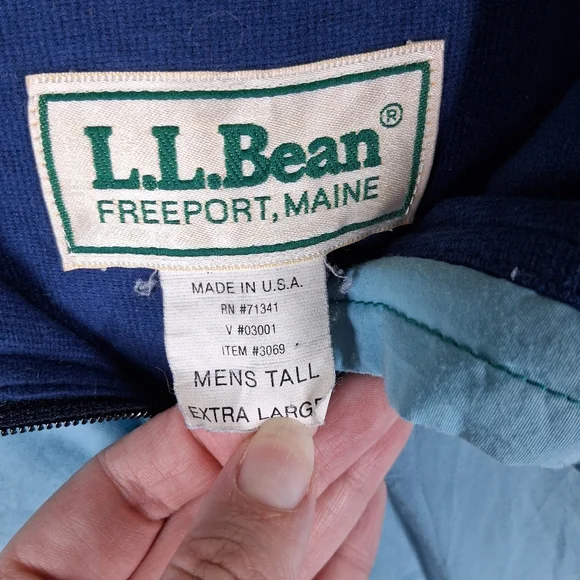 L.L.Bean®
FREEPORT, MAINE
MADE IN U.S.A.
RN #71341
V #03001
ITEM #3069
MENS TALL
EXTRA LARGE